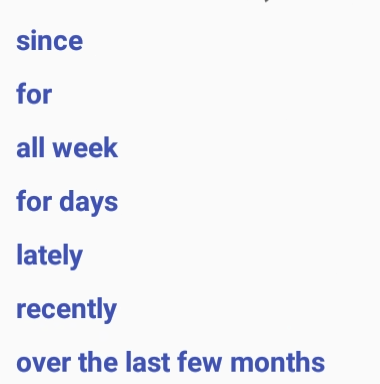 since
for
all week
for days
lately
recently
over the last few months